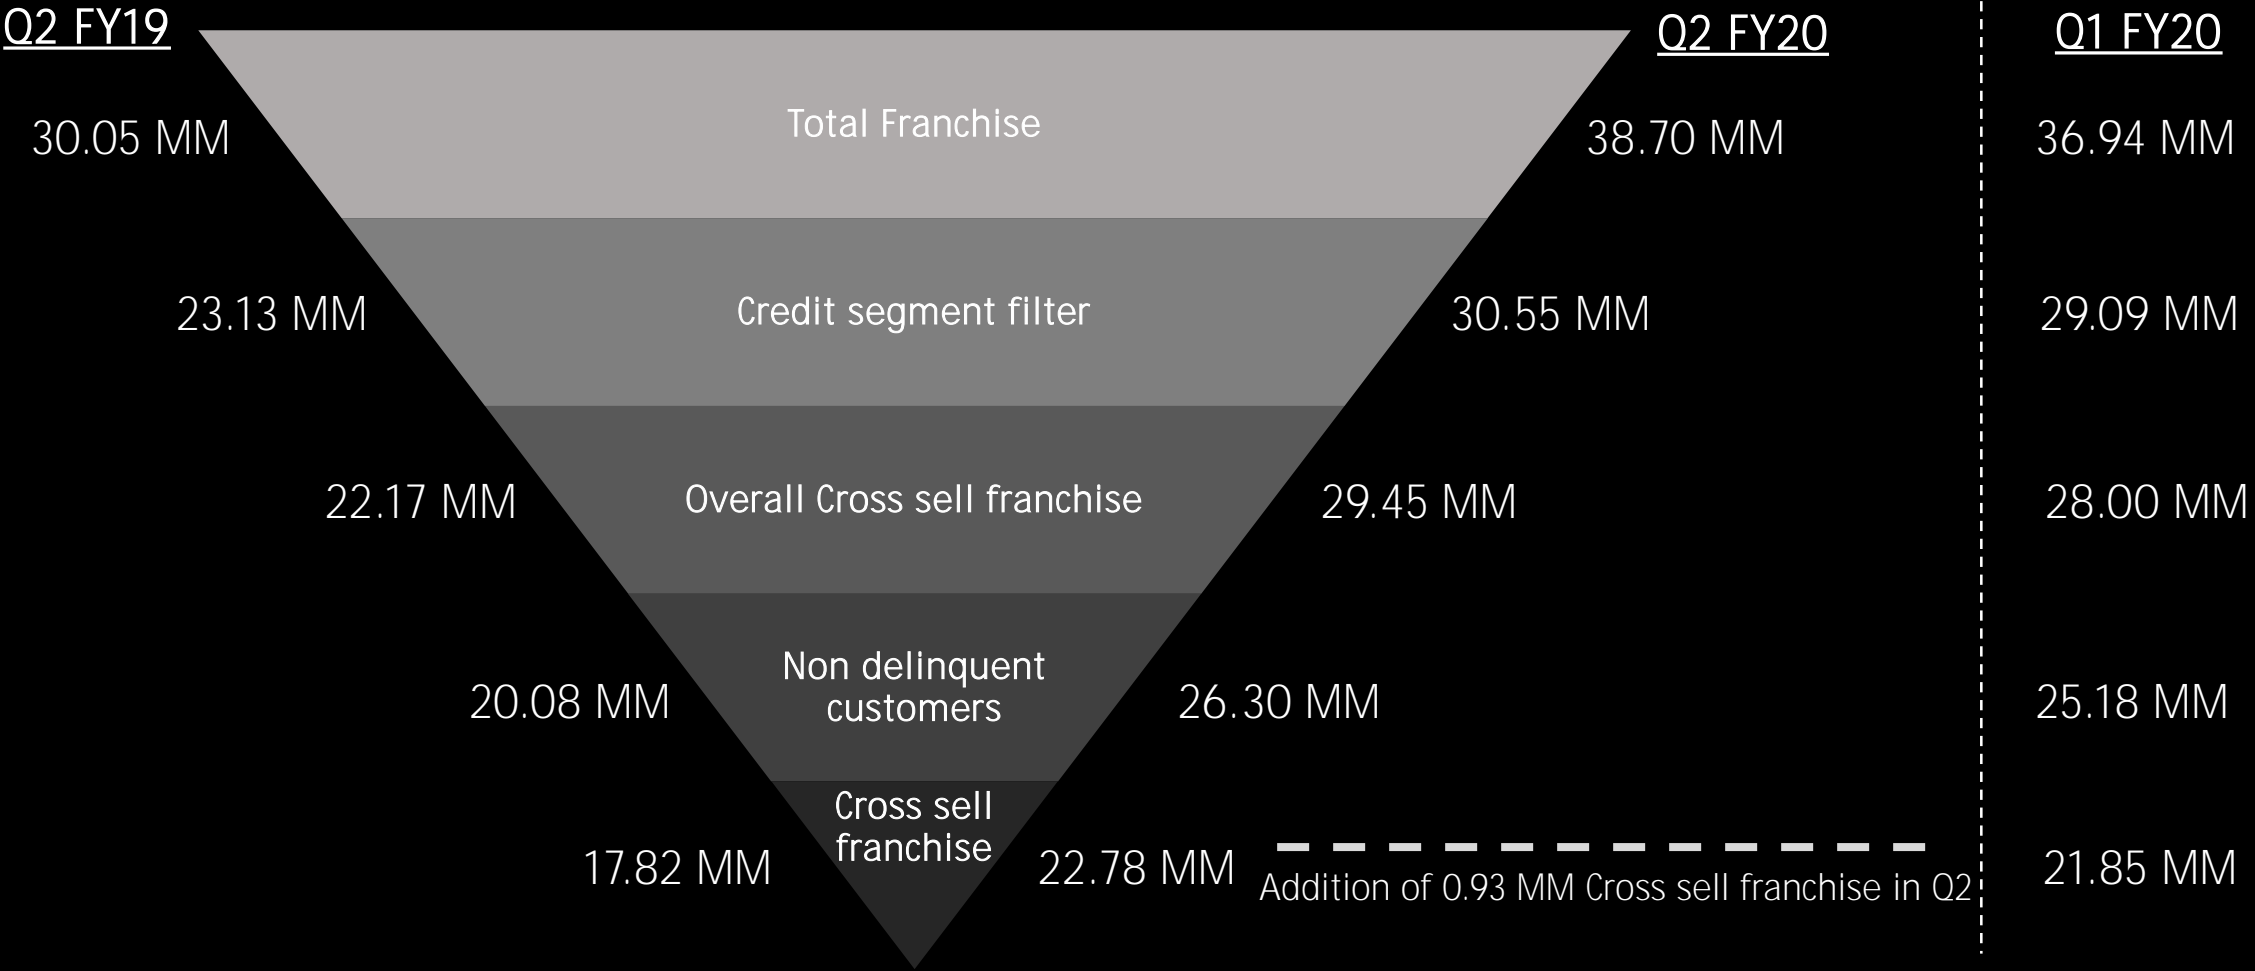 Q2 FY19
Q2 FY20
Q1 FY20
Total Franchise
30.05 MM
38.70 MM
36.94 MM
Credit segment filter
23.13 MM
30.55 MM
29.09 MM
Overall Cross sell franchise
22.17 MM
29.45 MM
28.00 MM
Non delinquent
customers
20.08 MM
26.30 MM
25.18 MM
Cross sell
franchise
17.82 MM
22.78 MM
21.85 MM
Addition of 0.93 MM Cross sell franchise in Q2